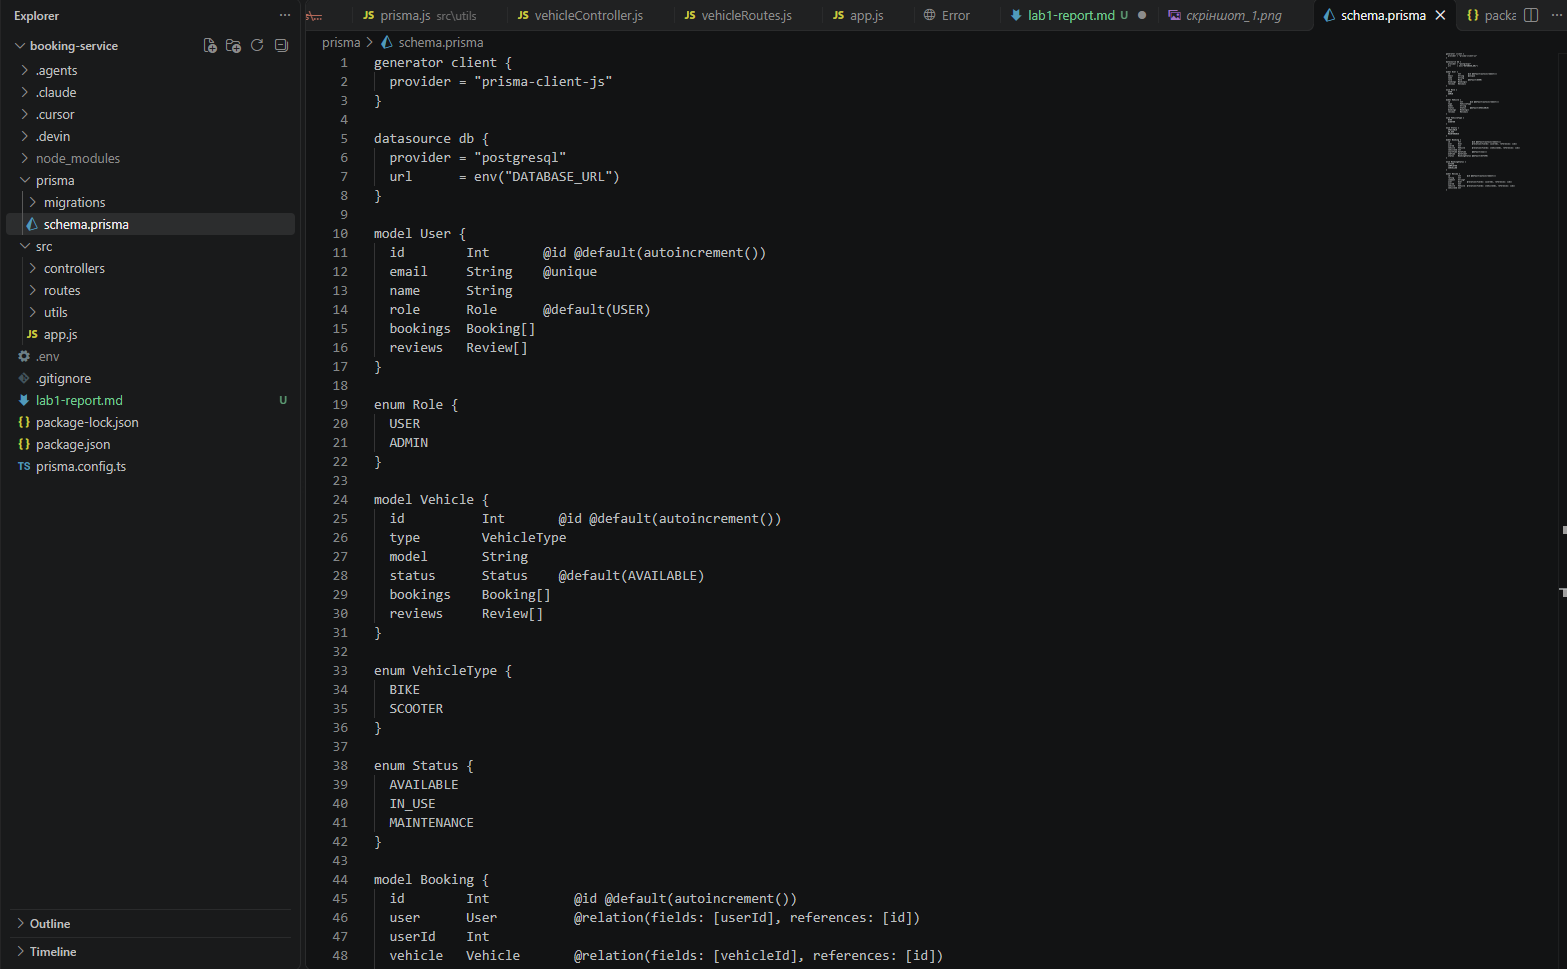 Explorer
booking-service
.agents
.claude
.cursor
.devin
node_modules
prisma
migrations
schema.prisma
src
controllers
routes
utils
JS app.js
.env
.gitignore
lab1-report.md U
{} package-lock.json
{} package.json
TS prisma.config.ts
Outline
Timeline
JS prisma.js src\utils
JS vehicleController.js
JS vehicleRoutes.js
JS app.js
Error
lab1-report.md U
скріншот_1.png
schema.prisma
{} packa
prisma > schema.prisma
1 generator client {
2 provider = "prisma-client-js"
3 }
4
5 datasource db {
6 provider = "postgresql"
7 url = env("DATABASE_URL")
8 }
9
10 model User {
11 id Int @id @default(autoincrement())
12 email String @unique
13 name String
14 role Role @default(USER)
15 bookings Booking[]
16 reviews Review[]
17 }
18
19 enum Role {
20 USER
21 ADMIN
22 }
23
24 model Vehicle {
25 id Int @id @default(autoincrement())
26 type VehicleType
27 model String
28 status Status @default(AVAILABLE)
29 bookings Booking[]
30 reviews Review[]
31 }
32
33 enum VehicleType {
34 BIKE
35 SCOOTER
36 }
37
38 enum Status {
39 AVAILABLE
40 IN_USE
41 MAINTENANCE
42 }
43
44 model Booking {
45 id Int @id @default(autoincrement())
46 user User @relation(fields: [userId], references: [id])
47 userId Int
48 vehicle Vehicle @relation(fields: [vehicleId], references: [id])